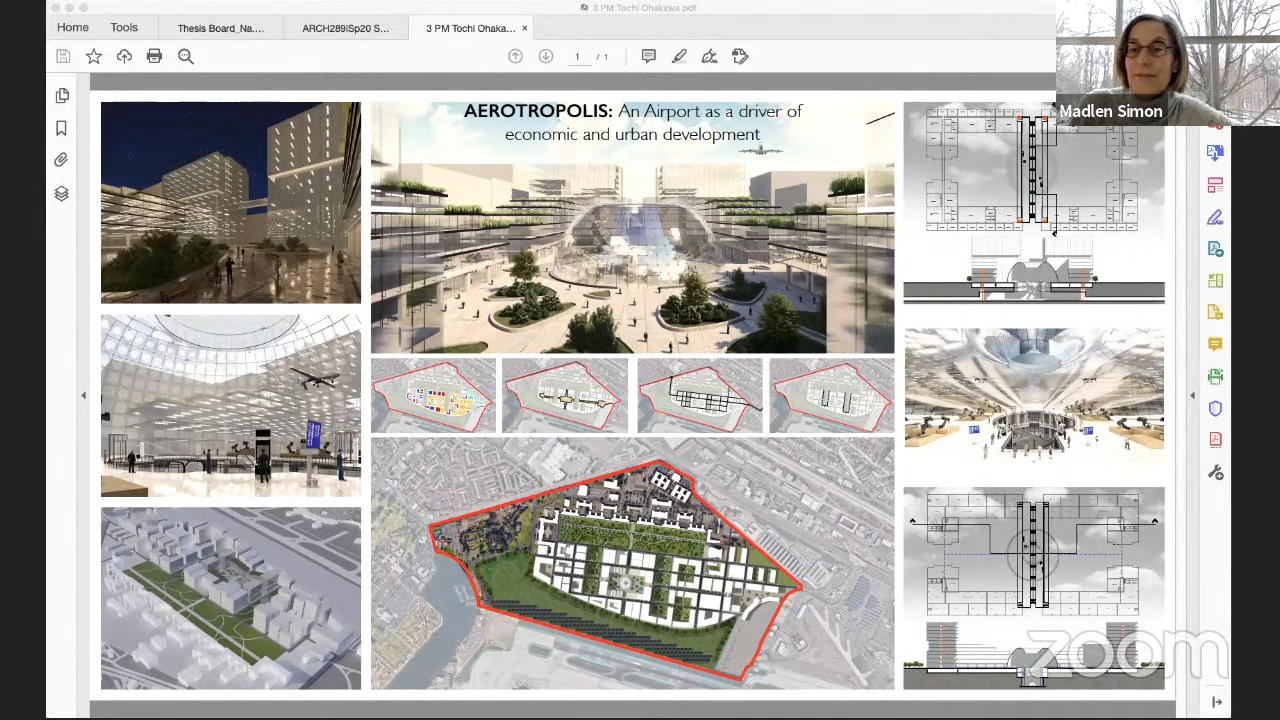 3 PM Tochi Ohakawa.pdf
Home
Tools
Thesis Board_Na....
ARCH289ISp20 S...
3 PM Tochi Ohaka... ×
1 / 1
Madlen Simon
AEROTROPOLIS: An Airport as a driver of
economic and urban development
zoom